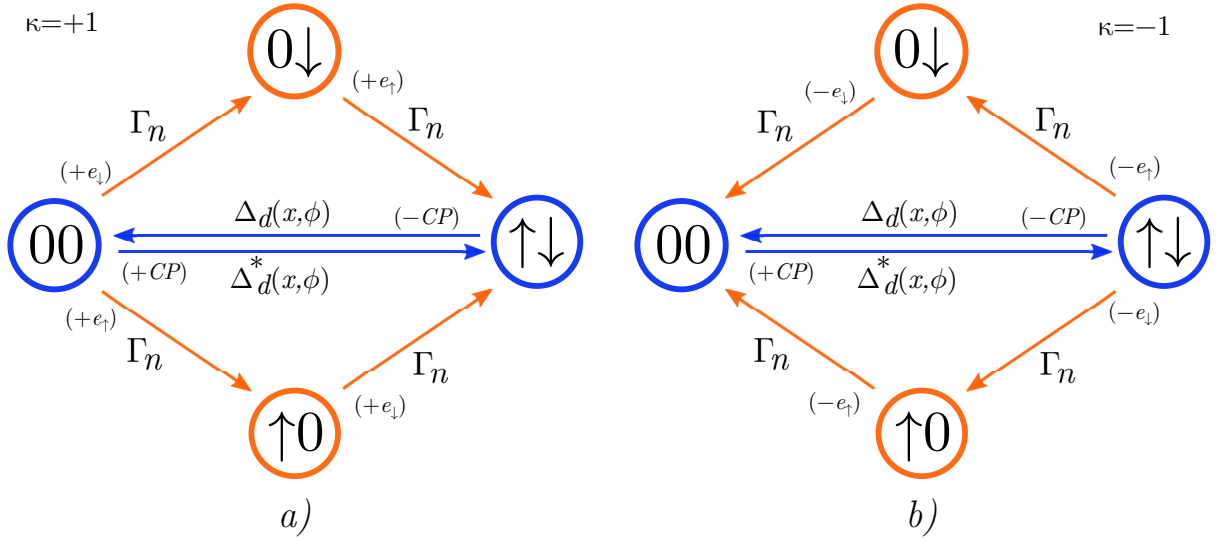 κ=+1
0↓
(+e↑)
Γn
Γn
(+e↓)
Δd(x,ϕ)
(−CP)
00
↑↓
(+CP)
Δ*d(x,ϕ)
(+e↑)
Γn
Γn
(+e↓)
↑0
a)
κ=−1
0↓
(−e↓)
Γn
Γn
(−e↑)
Δd(x,ϕ)
(−CP)
00
↑↓
(+CP)
Δ*d(x,ϕ)
(−e↓)
Γn
Γn
(−e↑)
↑0
b)